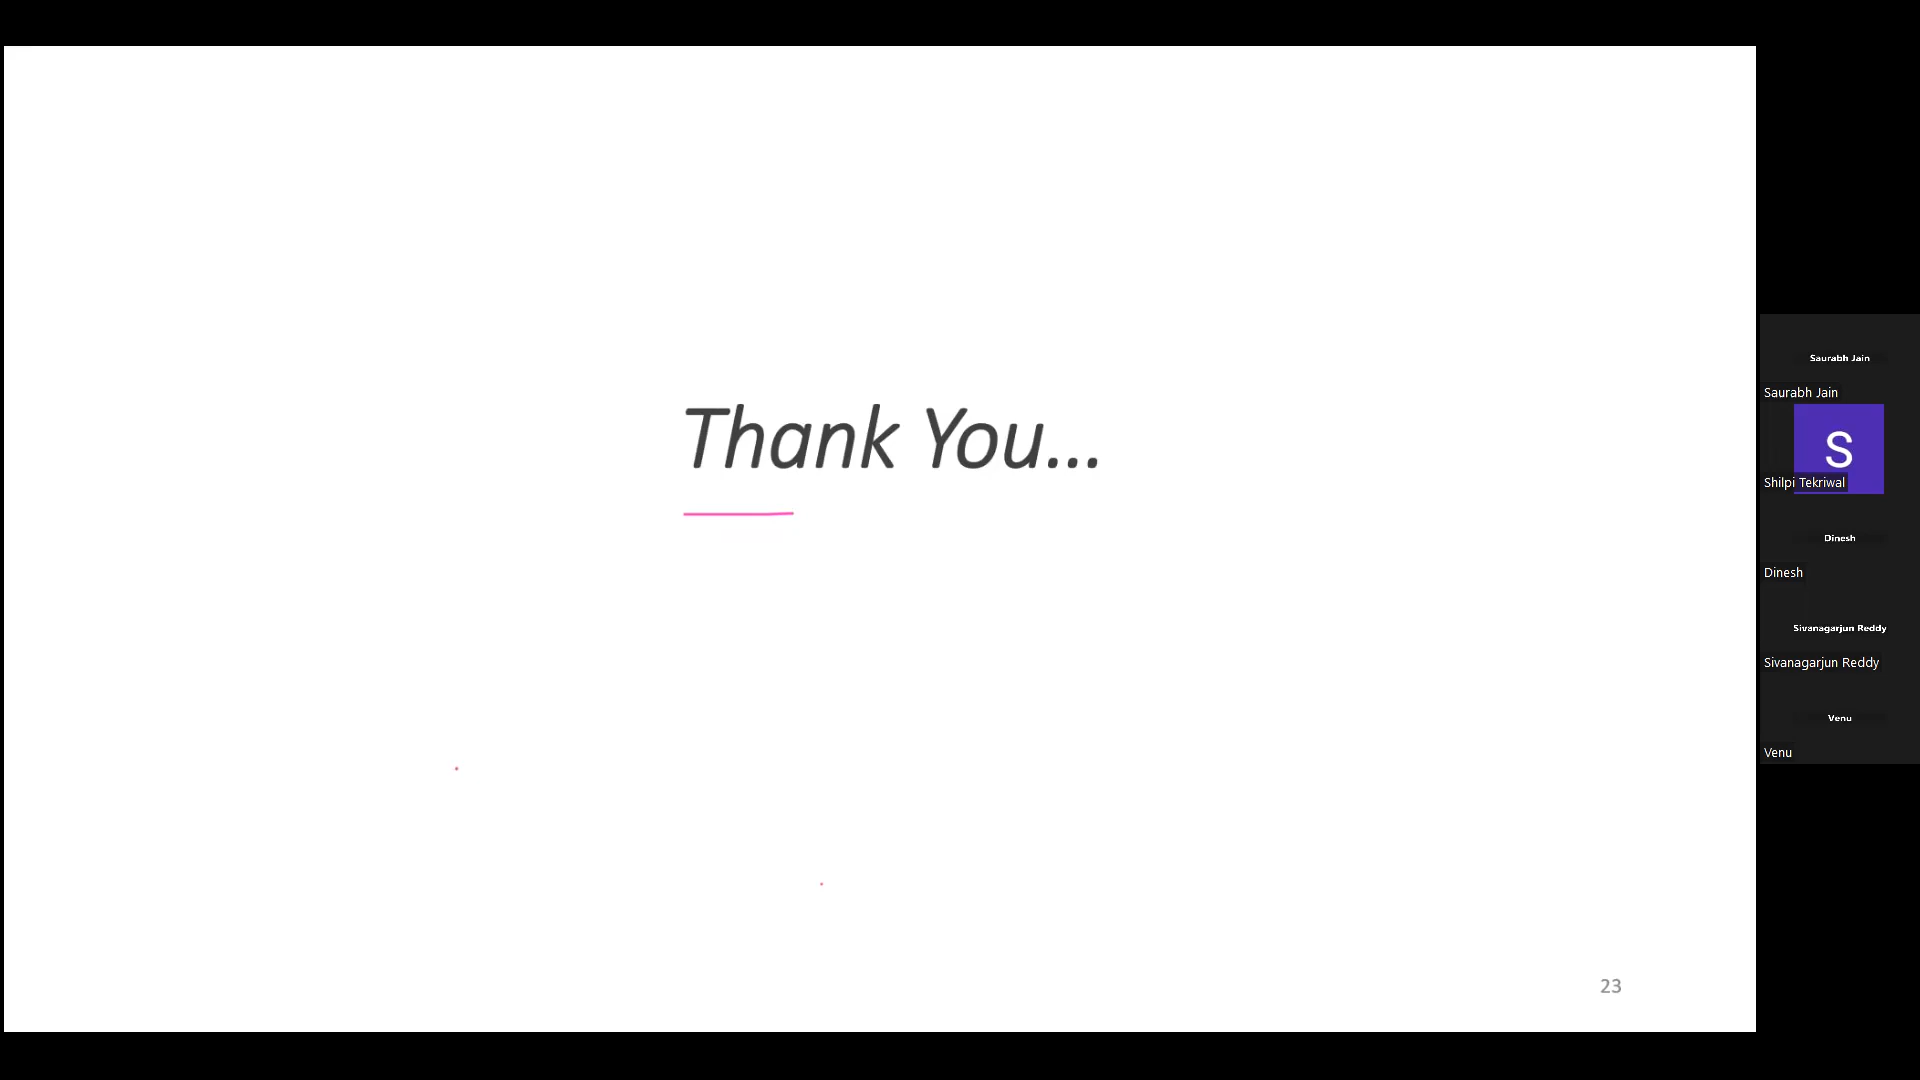 Thank You...
23
Saurabh Jain
Saurabh Jain
S
Shilpi Tekriwal
Dinesh
Dinesh
Sivanagarjun Reddy
Sivanagarjun Reddy
Venu
Venu